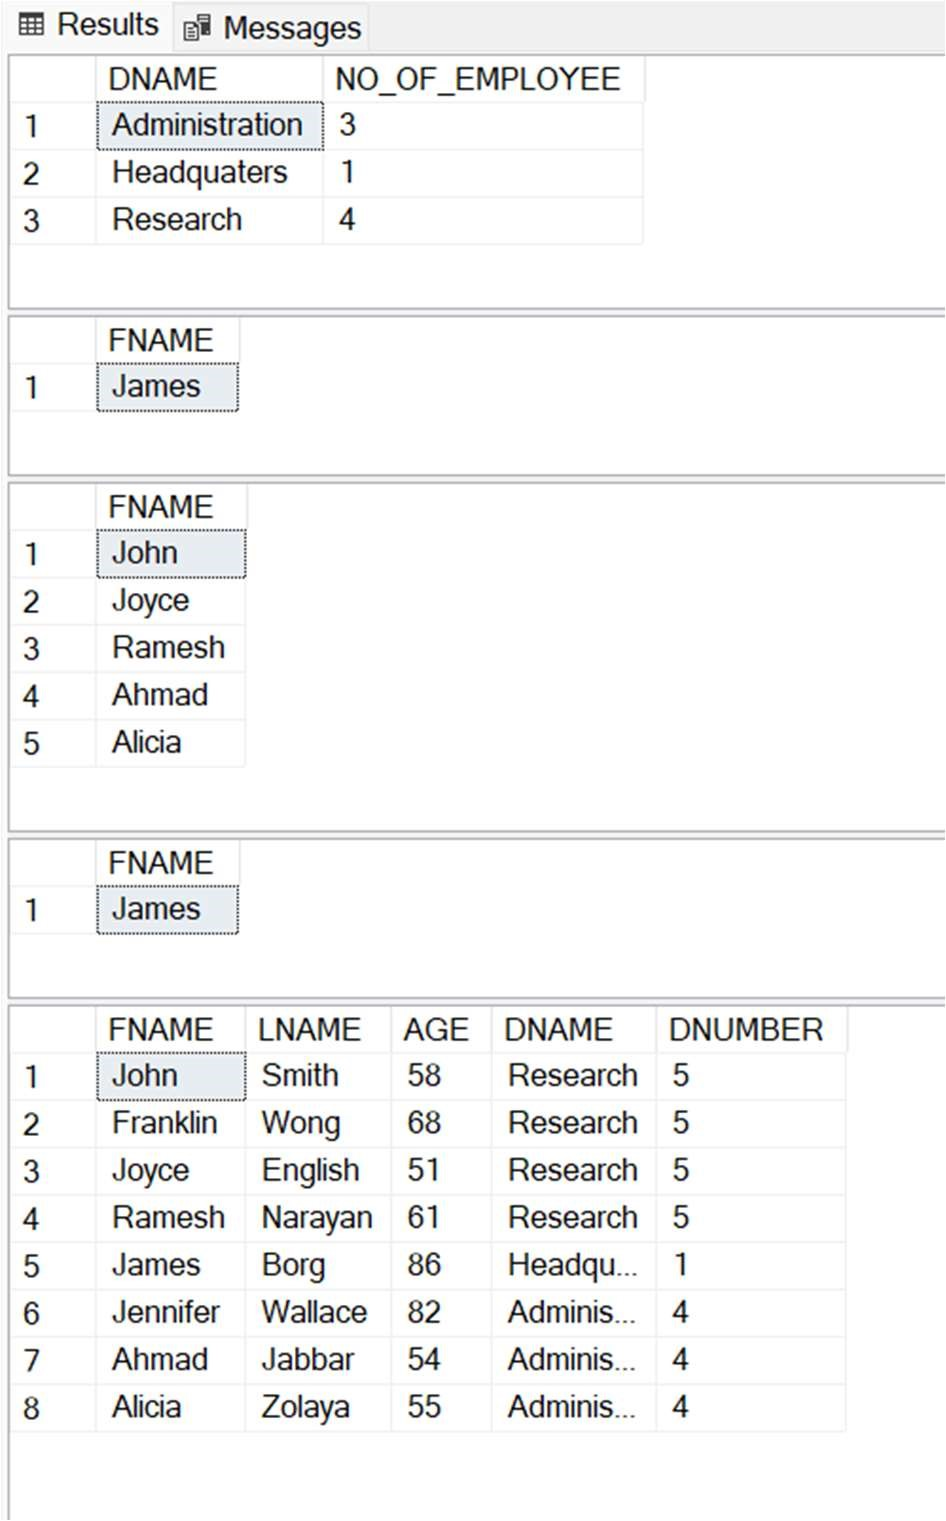 Results Messages
DNAME NO_OF_EMPLOYEE
1 Administration 3
2 Headquaters 1
3 Research 4
FNAME
1 James
FNAME
1 John
2 Joyce
3 Ramesh
4 Ahmad
5 Alicia
FNAME
1 James
FNAME LNAME AGE DNAME DNUMBER
1 John Smith 58 Research 5
2 Franklin Wong 68 Research 5
3 Joyce English 51 Research 5
4 Ramesh Narayan 61 Research 5
5 James Borg 86 Headqu... 1
6 Jennifer Wallace 82 Adminis... 4
7 Ahmad Jabbar 54 Adminis... 4
8 Alicia Zolaya 55 Adminis... 4